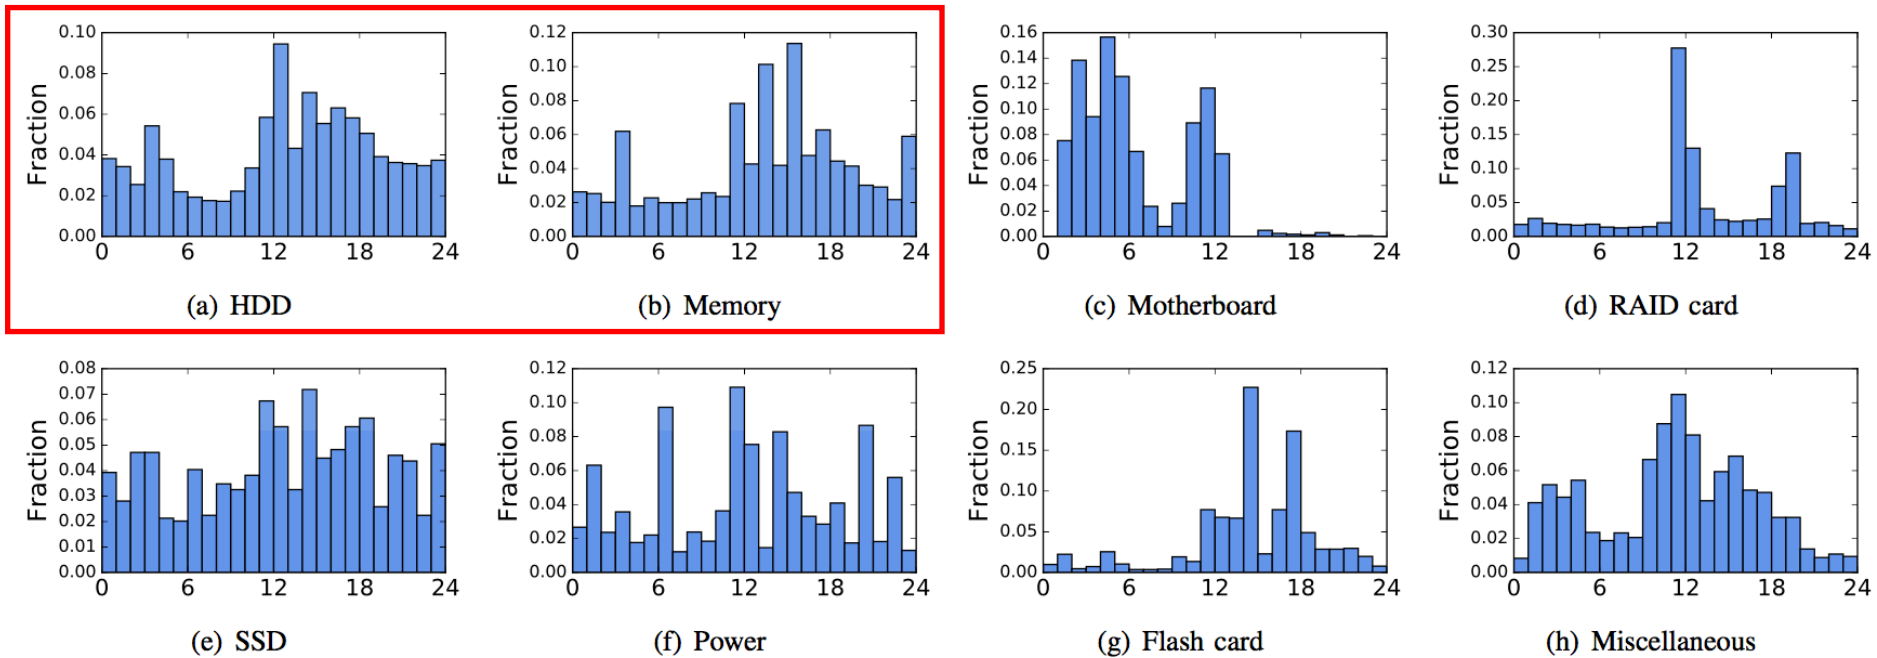 0.10
0.08
0.06
0.04
0.02
0.00
Fraction
0 6 12 18 24
(a) HDD
0.12
0.10
0.08
0.06
0.04
0.02
0.00
Fraction
0 6 12 18 24
(b) Memory
0.16
0.14
0.12
0.10
0.08
0.06
0.04
0.02
0.00
Fraction
0 6 12 18 24
(c) Motherboard
0.30
0.25
0.20
0.15
0.10
0.05
0.00
Fraction
0 6 12 18 24
(d) RAID card
0.08
0.07
0.06
0.05
0.04
0.03
0.02
0.01
0.00
Fraction
0 6 12 18 24
(e) SSD
0.12
0.10
0.08
0.06
0.04
0.02
0.00
Fraction
0 6 12 18 24
(f) Power
0.25
0.20
0.15
0.10
0.05
0.00
Fraction
0 6 12 18 24
(g) Flash card
0.12
0.10
0.08
0.06
0.04
0.02
0.00
Fraction
0 6 12 18 24
(h) Miscellaneous